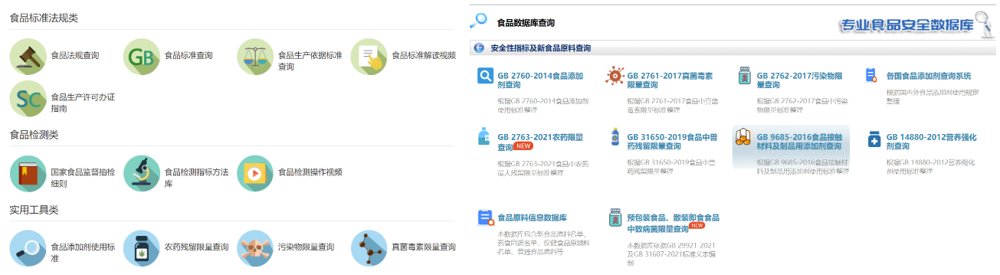 食品标准法规类
食品法规查询
GB
食品标准查询
食品生产依据标准
查询
食品标准解读视频
SC
食品生产许可办证
指南
食品检测类
国家食品监督抽检
细则
食品检测指标方法
库
食品检测操作视频
实用工具类
食品添加剂使用标
准
农药残留限量查询
污染物限量查询
真菌毒素限量查询
食品数据库查询
专业食品安全数据库
安全性指标及新食品原料查询
GB 2760-2014食品添加
剂查询
根据GB 2760-2014食品添加剂
使用标准整理
GB 2761-2017真菌毒素
限量查询
根据GB 2761-2017食品中真菌
毒素限量标准整理
GB 2762-2017污染物限
量查询
根据GB 2762-2017食品中污染
物限量标准整理
各国食品添加剂查询系统
根据国内外食品添加剂使用规定
整理
GB 2763-2021农药限量
查询 NEW
根据GB 2763-2021食品中农药
最大残留限量标准整理
GB 31650-2019食品中兽
药残留限量查询
根据GB 31650-2019食品中兽
药残留限量整理
GB 9685-2016食品接触
材料及制品用添加剂查询
根据GB 9685-2016食品接触材
料及制品用添加剂使用标准整理
GB 14880-2012营养强化
剂查询
根据GB 14880-2012营养强化
剂使用标准整理
食品原料信息数据库
本数据库包含新食品原料名单、
药食同源名单、保健食品原辅料
名单、普通食品原料等
预包装食品、散装即食食品
中致病菌限量查询 NEW
本数据库依据GB 29921-2021
及GB 31607-2021标准文本编
制